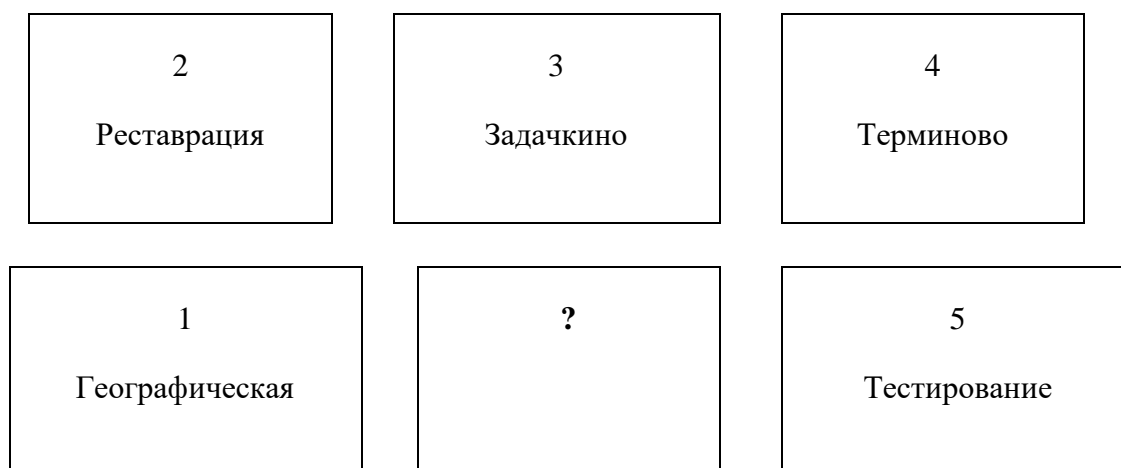 2
Реставрация
3
Задачкино
4
Терминово
1
Географическая
?
5
Тестирование